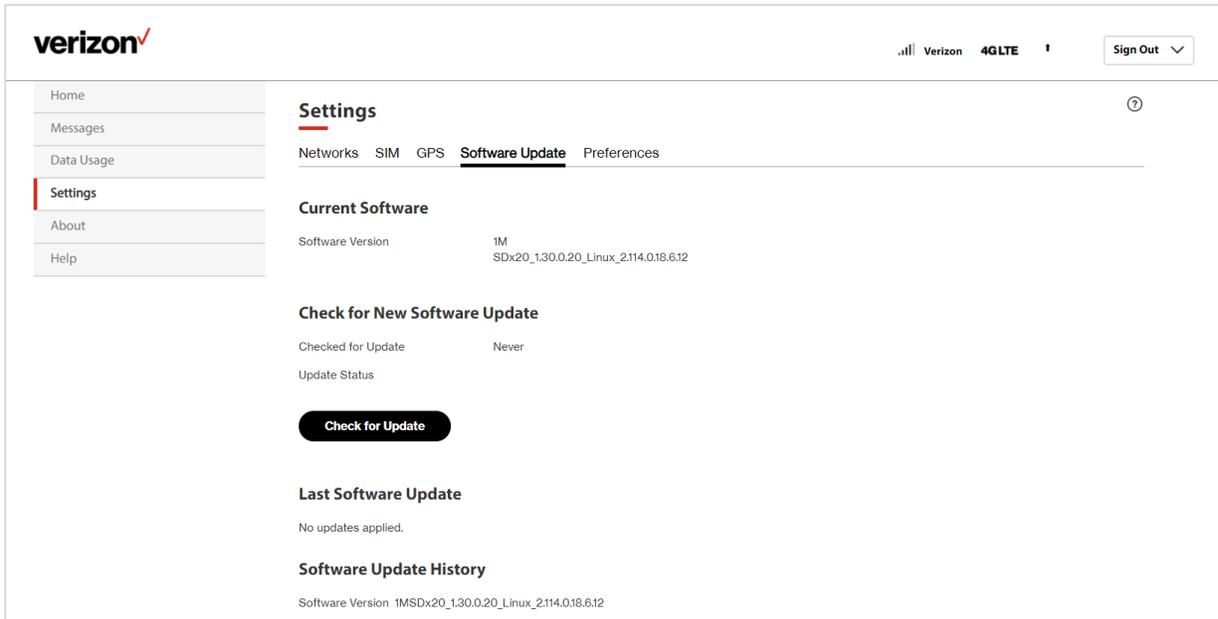 verizon
Verizon 4G LTE Sign Out
Home
Messages
Data Usage
Settings
About
Help
Settings
Networks SIM GPS Software Update Preferences
Current Software
Software Version 1M
SDx20_1.30.0.20_Linux_2.114.0.18.6.12
Check for New Software Update
Checked for Update Never
Update Status
Check for Update
Last Software Update
No updates applied.
Software Update History
Software Version 1MSDx20_1.30.0.20_Linux_2.114.0.18.6.12